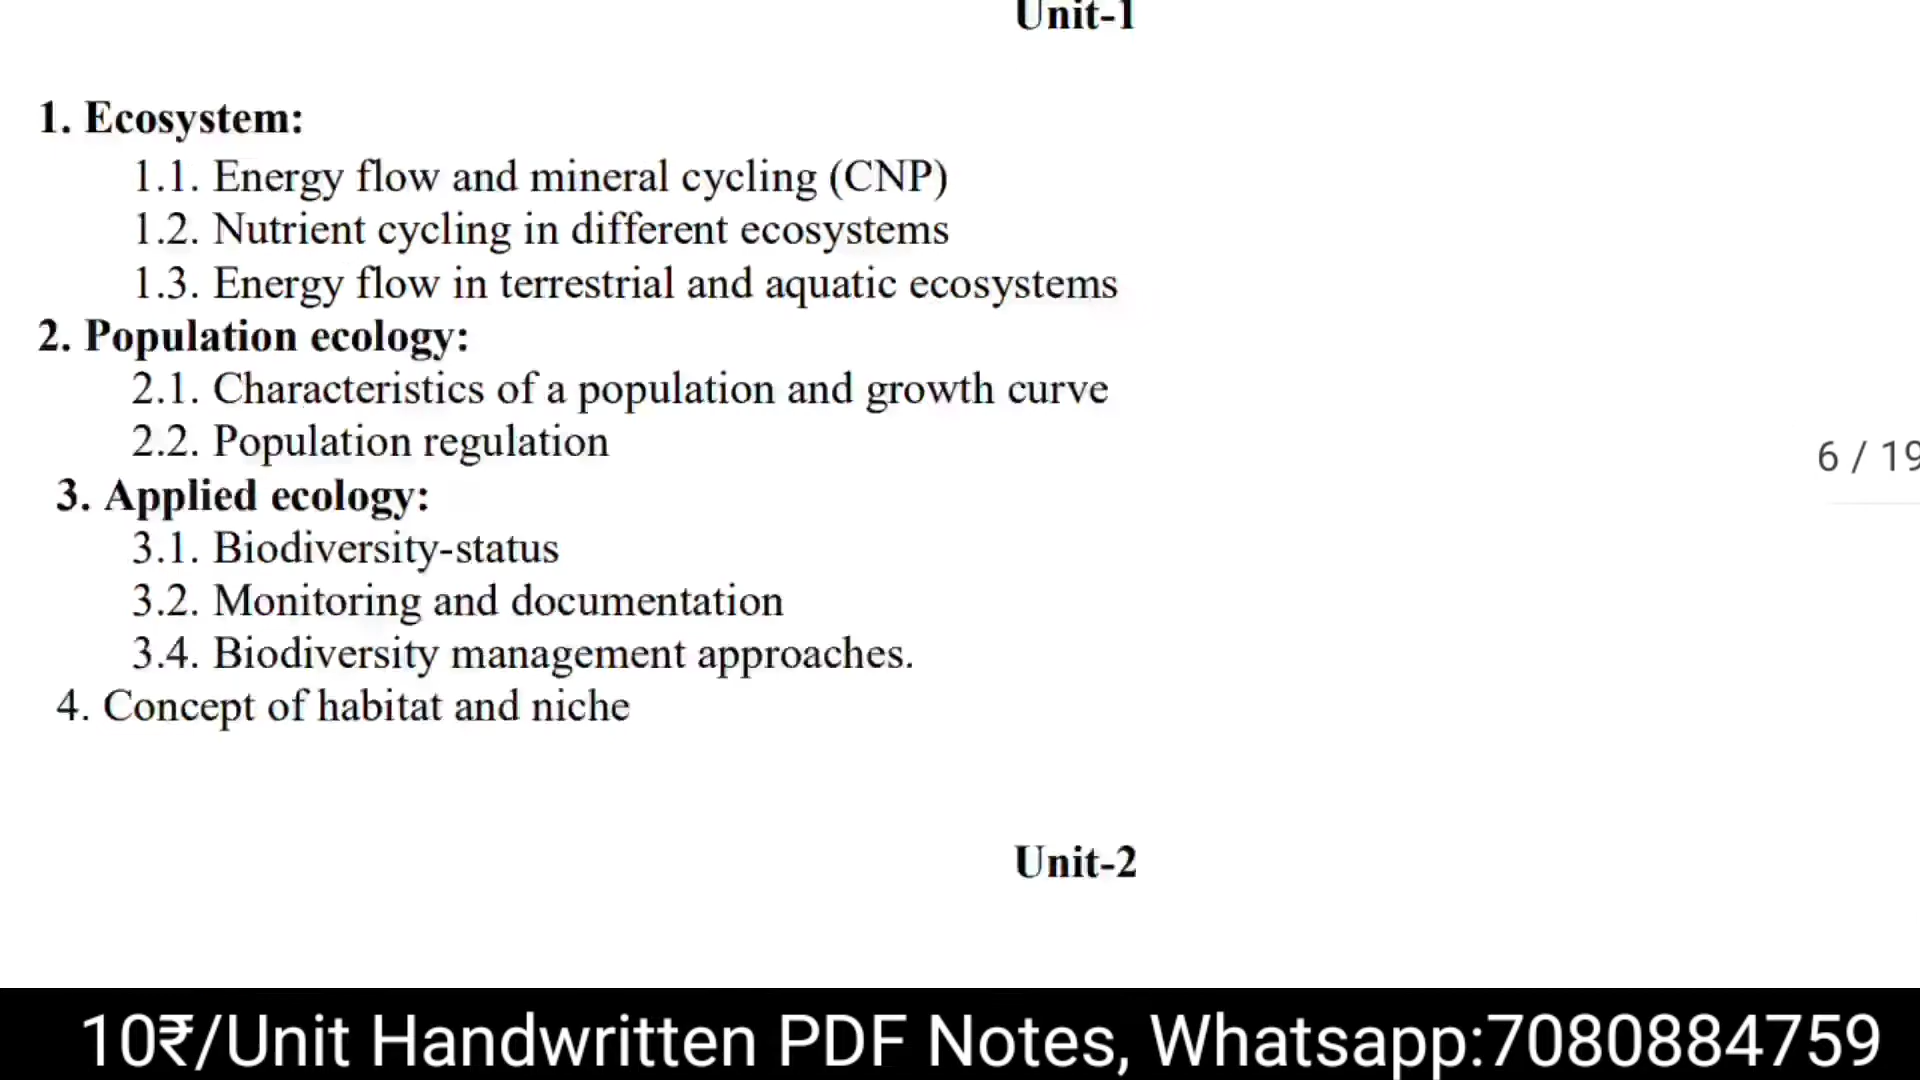 Unit-1
1. Ecosystem:
1.1. Energy flow and mineral cycling (CNP)
1.2. Nutrient cycling in different ecosystems
1.3. Energy flow in terrestrial and aquatic ecosystems
2. Population ecology:
2.1. Characteristics of a population and growth curve
2.2. Population regulation
6 / 19
3. Applied ecology:
3.1. Biodiversity-status
3.2. Monitoring and documentation
3.4. Biodiversity management approaches.
4. Concept of habitat and niche
Unit-2
10₹/Unit Handwritten PDF Notes, Whatsapp:7080884759